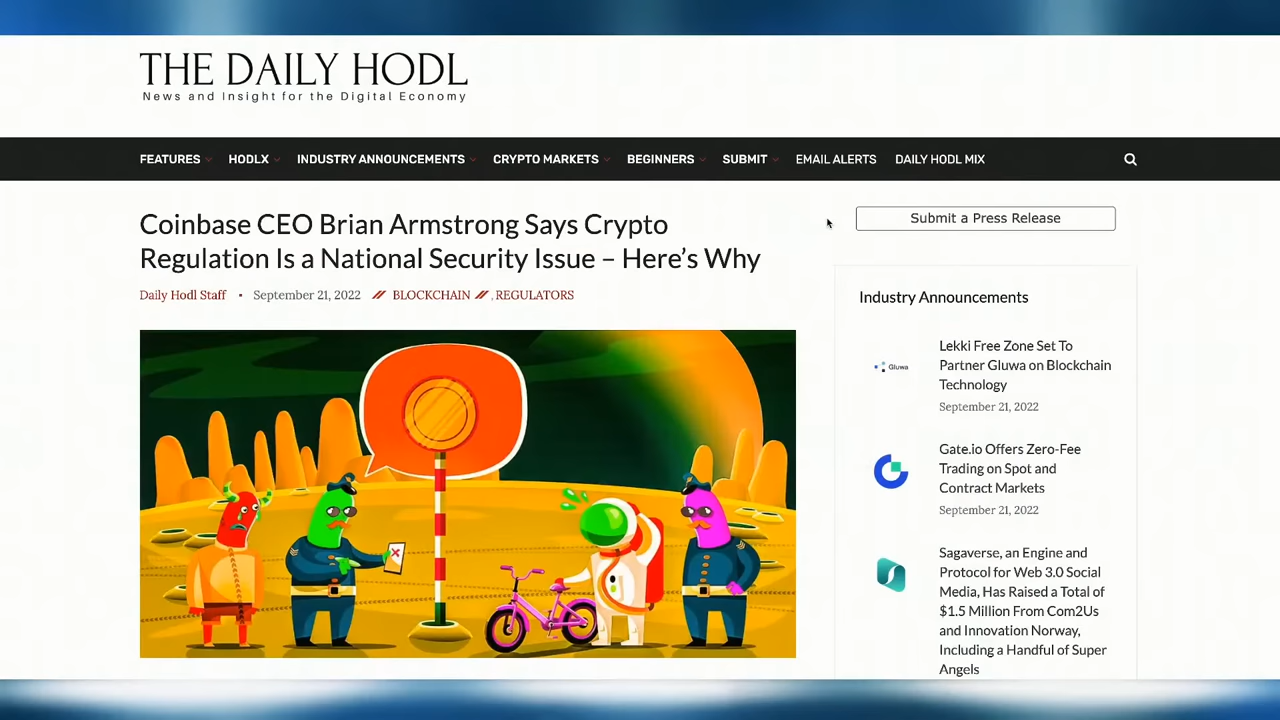 THE DAILY HODL
News and Insight for the Digital Economy
FEATURES HODLX INDUSTRY ANNOUNCEMENTS CRYPTO MARKETS BEGINNERS SUBMIT EMAIL ALERTS DAILY HODL MIX
Coinbase CEO Brian Armstrong Says Crypto
Regulation Is a National Security Issue – Here's Why
Daily Hodl Staff • September 21, 2022 // BLOCKCHAIN // , REGULATORS
Submit a Press Release
Industry Announcements
Gluwa
Lekki Free Zone Set To
Partner Gluwa on Blockchain
Technology
September 21, 2022
Gate.io Offers Zero-Fee
Trading on Spot and
Contract Markets
September 21, 2022
Sagaverse, an Engine and
Protocol for Web 3.0 Social
Media, Has Raised a Total of
$1.5 Million From Com2Us
and Innovation Norway,
Including a Handful of Super
Angels